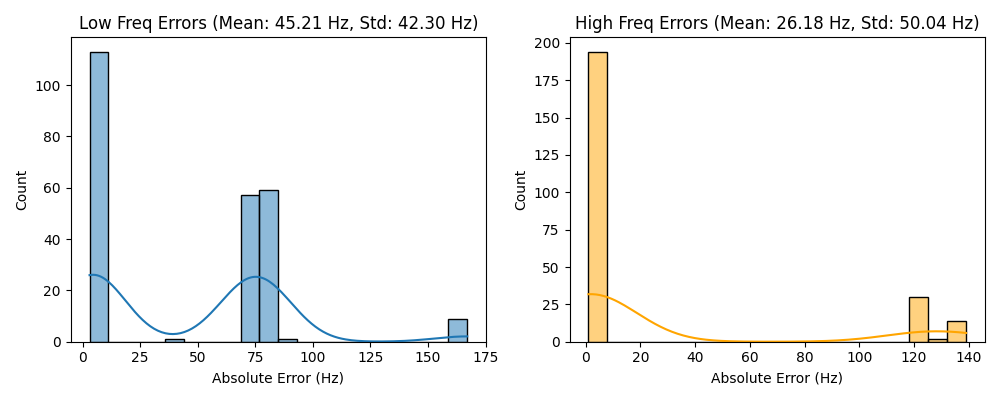 Low Freq Errors (Mean: 45.21 Hz, Std: 42.30 Hz)
100
80
60
40
20
0
Count
0 25 50 75 100 125 150 175
Absolute Error (Hz)
High Freq Errors (Mean: 26.18 Hz, Std: 50.04 Hz)
200
175
150
125
100
75
50
25
0
Count
0 20 40 60 80 100 120 140
Absolute Error (Hz)